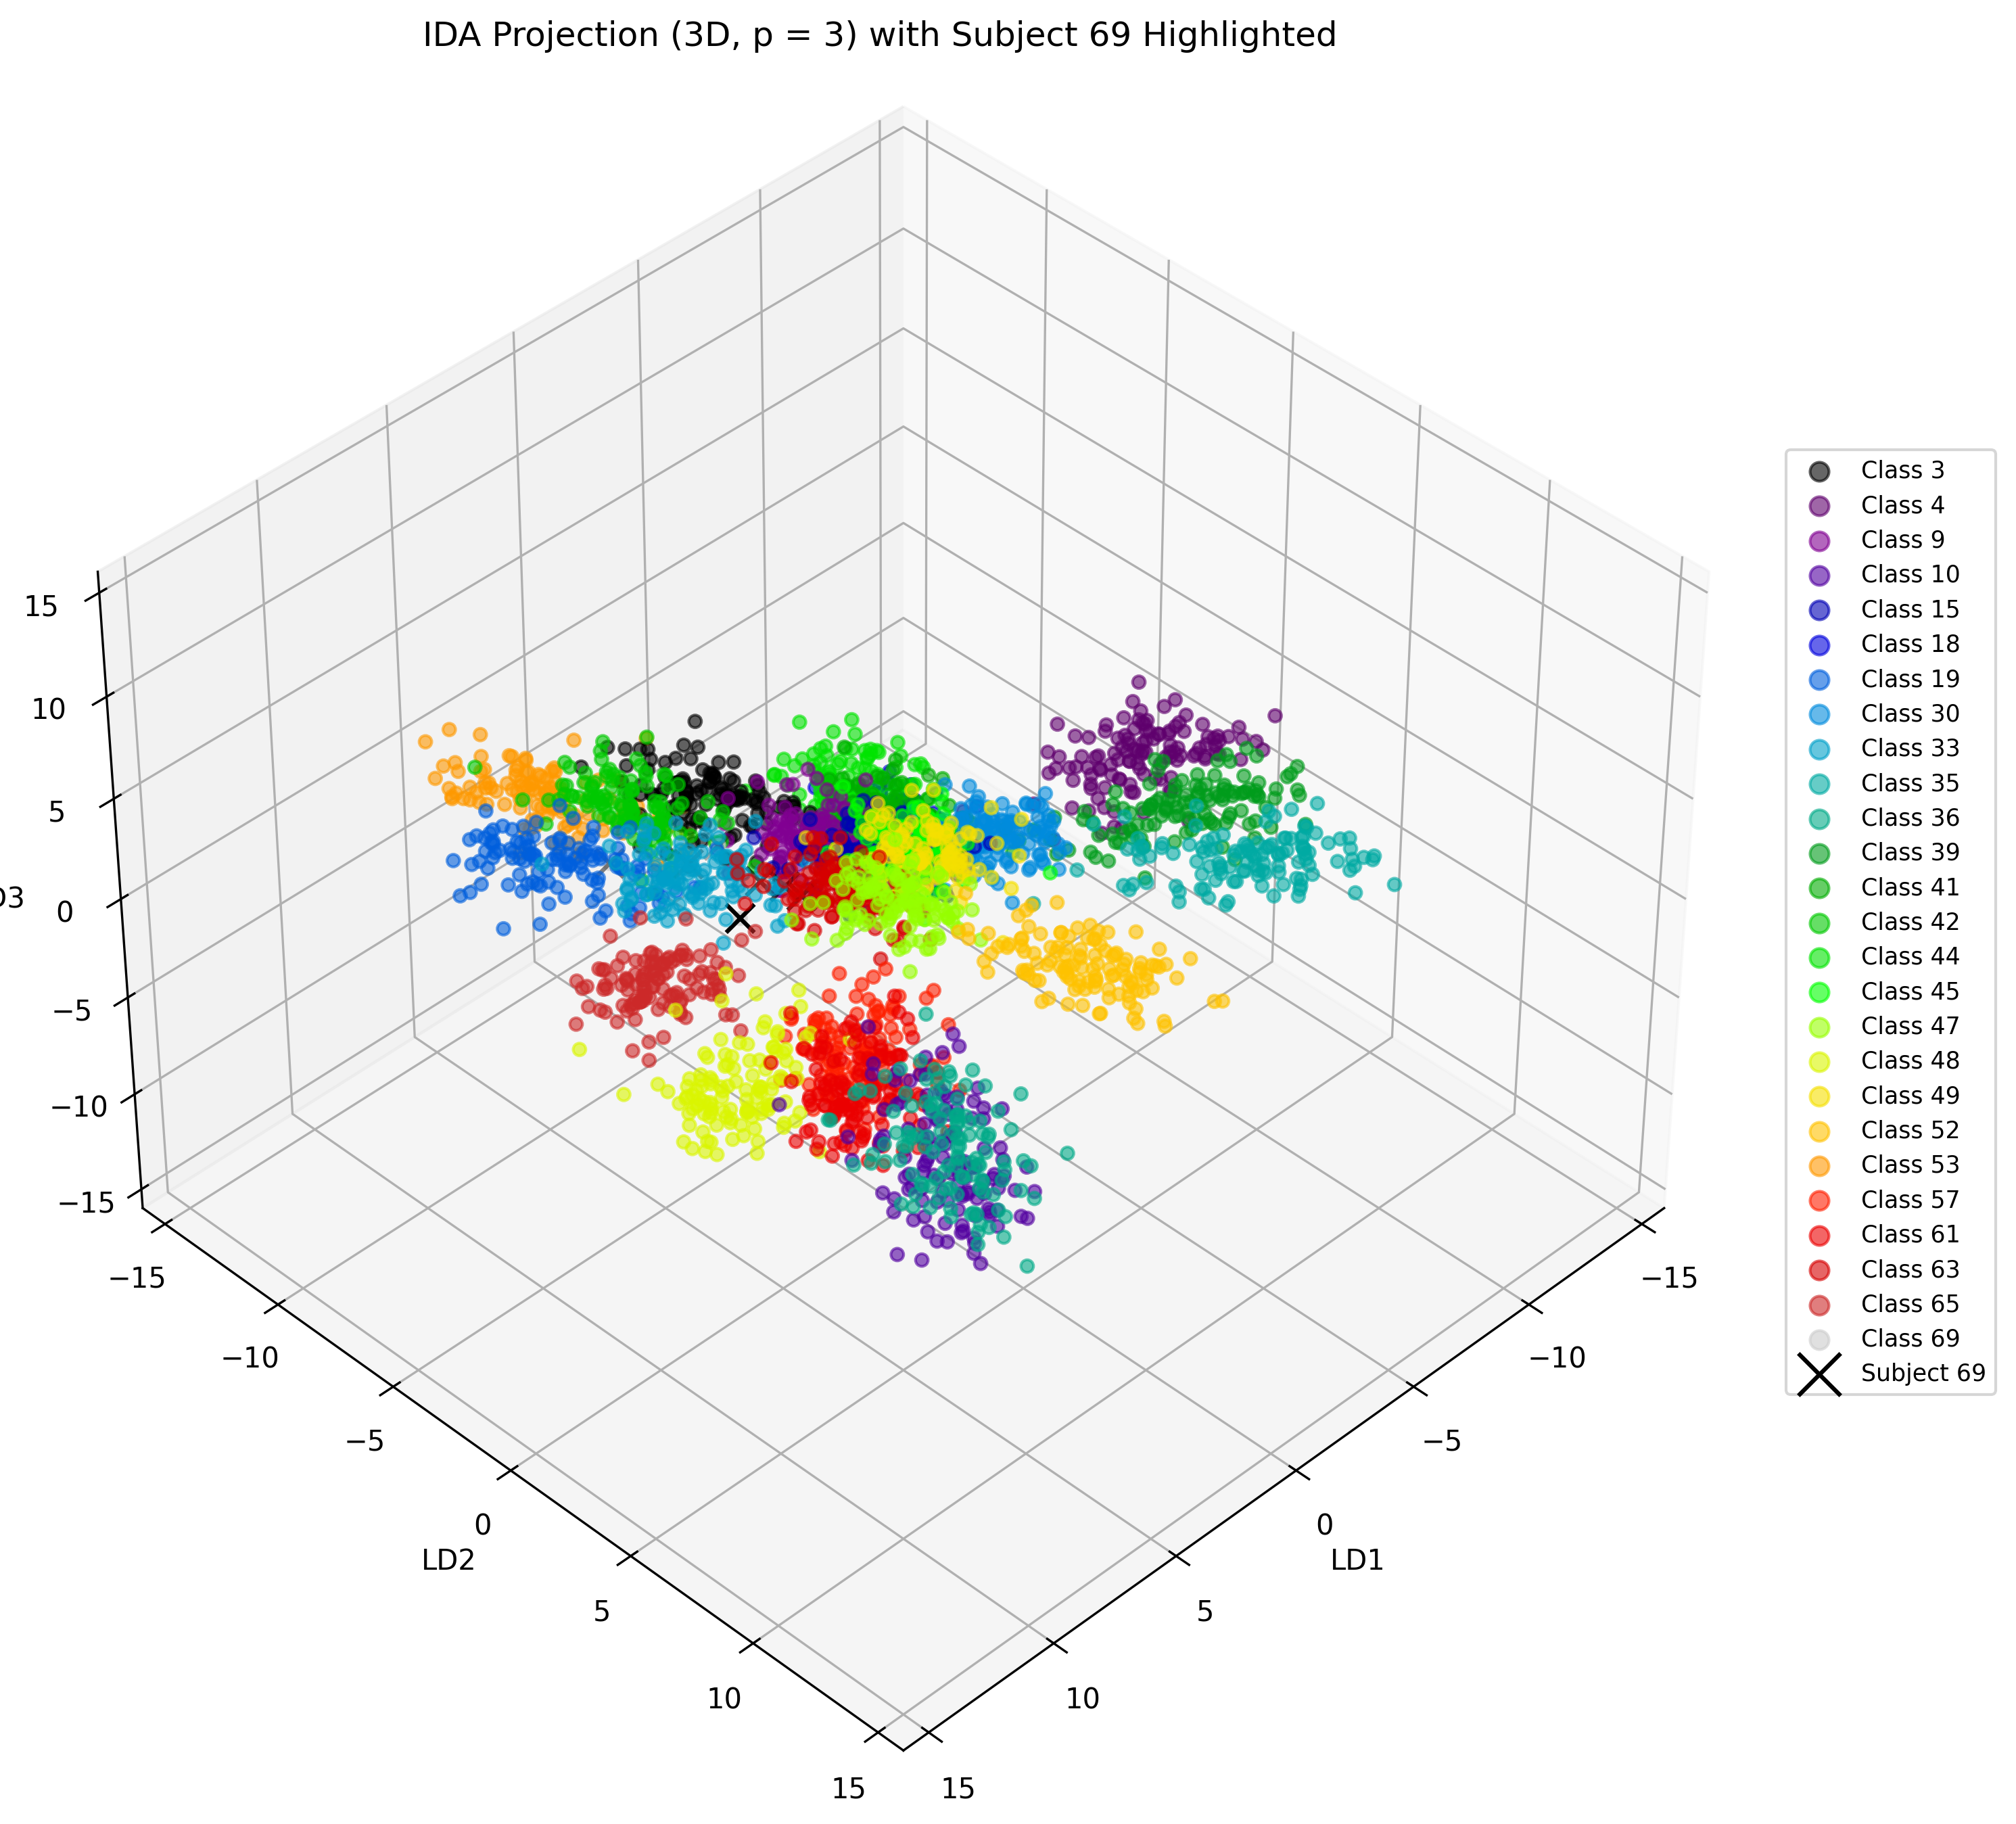 IDA Projection (3D, p = 3) with Subject 69 Highlighted
15
10
5
0
−5
−10
−15
D3
−15
−10
−5
0
5
10
15
LD2
−15
−10
−5
0
5
10
15
LD1
Class 3
Class 4
Class 9
Class 10
Class 15
Class 18
Class 19
Class 30
Class 33
Class 35
Class 36
Class 39
Class 41
Class 42
Class 44
Class 45
Class 47
Class 48
Class 49
Class 52
Class 53
Class 57
Class 61
Class 63
Class 65
Class 69
Subject 69